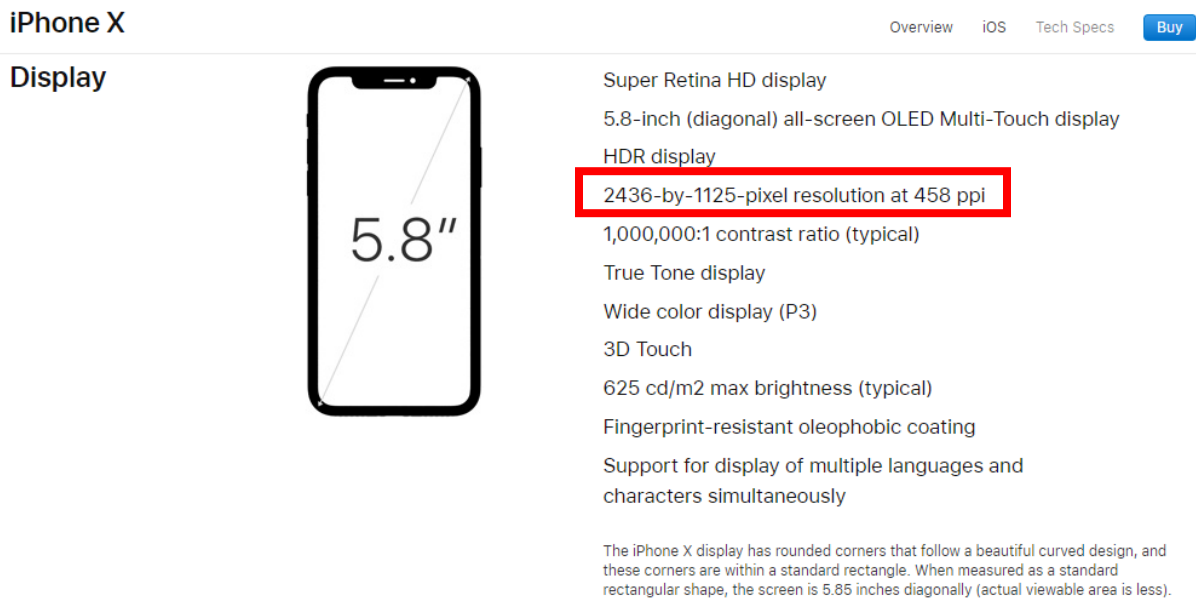 iPhone X
Overview iOS Tech Specs Buy
Display
5.8″
Super Retina HD display
5.8-inch (diagonal) all-screen OLED Multi-Touch display
HDR display
2436-by-1125-pixel resolution at 458 ppi
1,000,000:1 contrast ratio (typical)
True Tone display
Wide color display (P3)
3D Touch
625 cd/m2 max brightness (typical)
Fingerprint-resistant oleophobic coating
Support for display of multiple languages and
characters simultaneously
The iPhone X display has rounded corners that follow a beautiful curved design, and
these corners are within a standard rectangle. When measured as a standard
rectangular shape, the screen is 5.85 inches diagonally (actual viewable area is less).